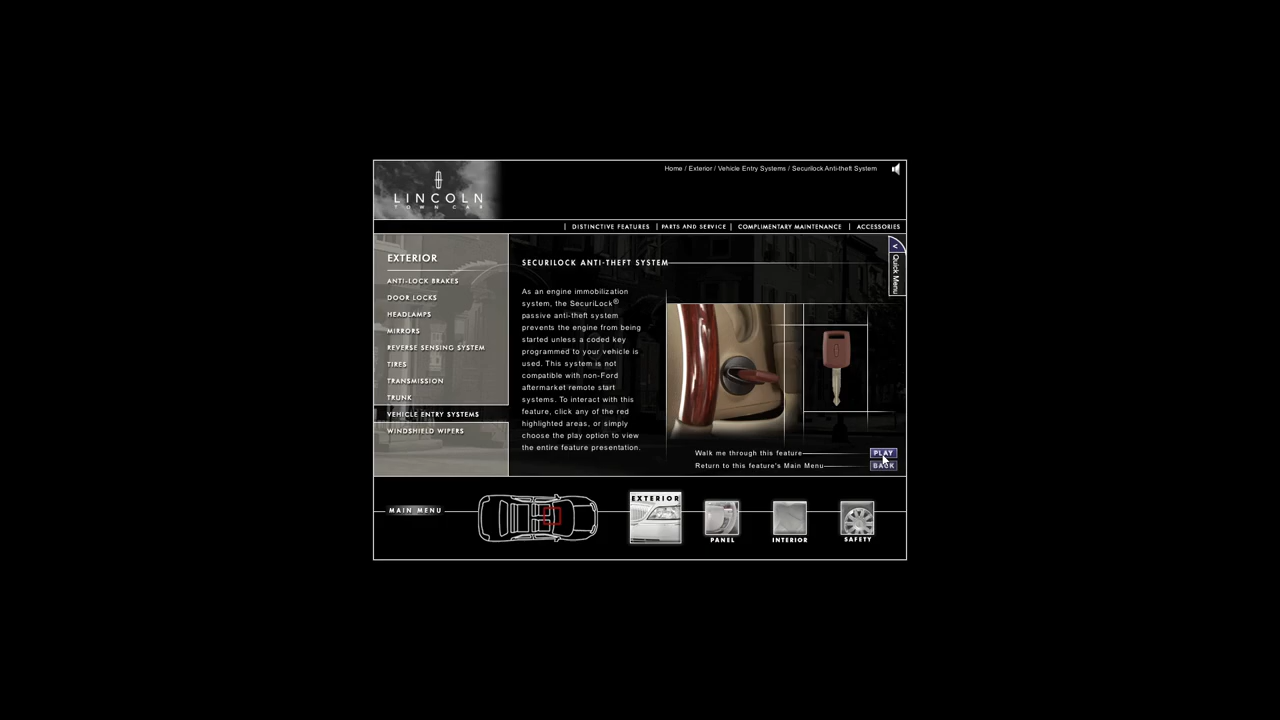 Home / Exterior / Vehicle Entry Systems / Securilock Anti-theft System
LINCOLN
TOWN CAR
DISTINCTIVE FEATURES | PARTS AND SERVICE | COMPLIMENTARY MAINTENANCE | ACCESSORIES
EXTERIOR
ANTI-LOCK BRAKES
DOOR LOCKS
HEADLAMPS
MIRRORS
REVERSE SENSING SYSTEM
TIRES
TRANSMISSION
TRUNK
VEHICLE ENTRY SYSTEMS
WINDSHIELD WIPERS
SECURILOCK ANTI-THEFT SYSTEM
As an engine immobilization
system, the SecuriLock®
passive anti-theft system
prevents the engine from being
started unless a coded key
programmed to your vehicle is
used. This system is not
compatible with non-Ford
aftermarket remote start
systems. To interact with this
feature, click any of the red
highlighted areas, or simply
choose the play option to view
the entire feature presentation.
< Quick Menu
Walk me through this feature PLAY
Return to this feature's Main Menu BACK
MAIN MENU
EXTERIOR
PANEL
INTERIOR
SAFETY